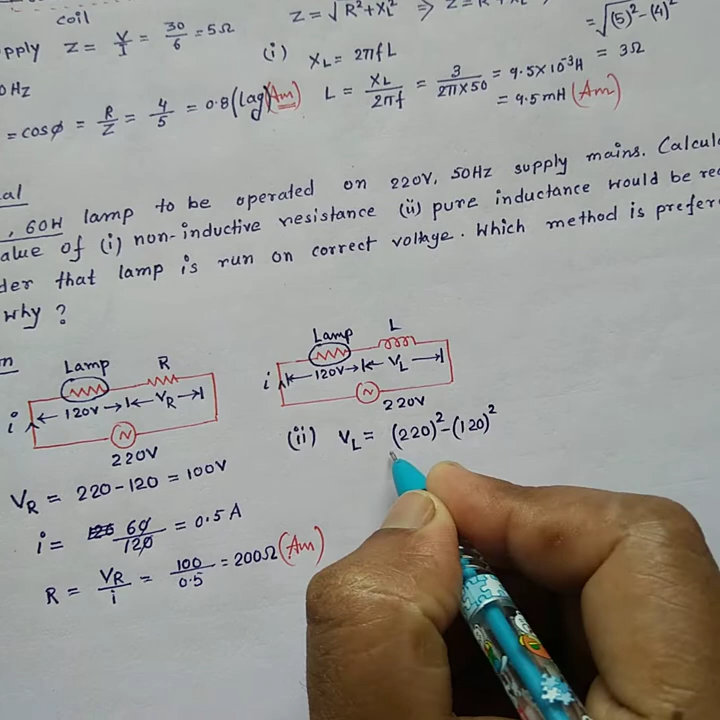 coil
pply Z = V/I = 30/6 = 5Ω
0HZ
= cosφ = R/Z = 4/5 = 0.8 (lag) (Am)
Z = √R²+XL² ⇒
= √(5)²-(4)²
(i) XL = 2πfL
= 3Ω
L = XL/2πf = 3/2π×50 = 9.5×10⁻³H
= 9.5mH (Am)
al
, 60W lamp to be operated on 220V, 50Hz supply mains. Calcul
alue of (i) non-inductive resistance (ii) pure inductance would be re
der that lamp is run on correct voltage. Which method is prefer
why?
n
Lamp R
i 120V VR
220V
VR = 220-120 = 100V
i = 60/120 = 0.5 A
R = VR/i = 100/0.5 = 200Ω (Am)
Lamp L
i 120V VL
220V
(ii) VL = (220)²-(120)²